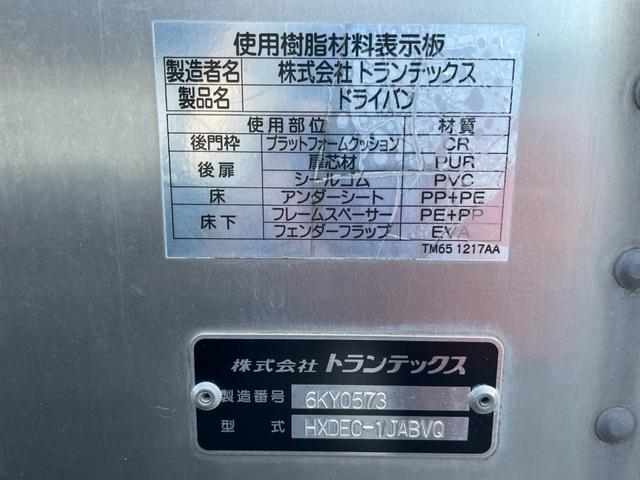 使用樹脂材料表示板
製造者名 株式会社 トランテックス
製品名 ドライバン
使用部位 材質
後門枠 プラットフォームクッション CR
後扉 扉芯材 PUR
シールゴム PVC
床 アンダーシート PP+PE
床下 フレームスペーサー PE+PP
フェンダーフラップ EVA
TM65 1217AA
株式会社 トランテックス
製造番号 6KY0573
型式 HXDEC-1JABVQ